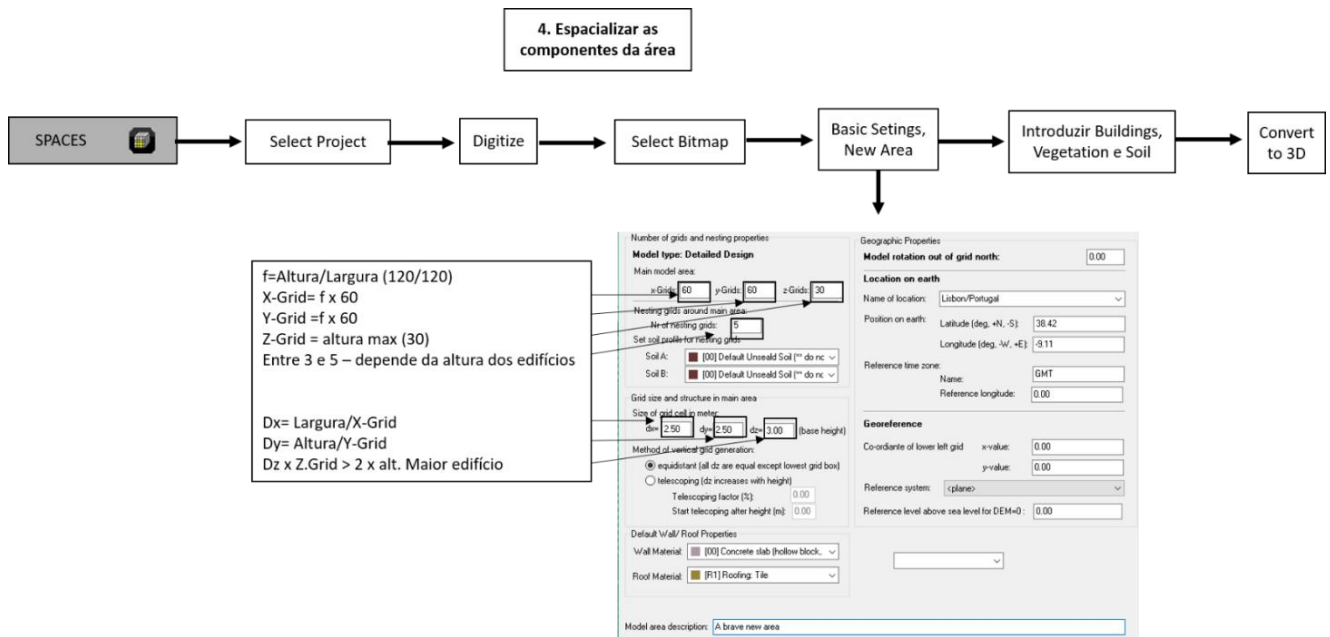 4. Espacializar as
componentes da área
SPACES
Select Project
Digitize
Select Bitmap
Basic Setings,
New Area
Introduzir Buildings,
Vegetation e Soil
Convert
to 3D
f=Altura/Largura (120/120)
X-Grid= f x 60
Y-Grid =f x 60
Z-Grid = altura max (30)
Entre 3 e 5 – depende da altura dos edifícios
Dx= Largura/X-Grid
Dy= Altura/Y-Grid
Dz x Z.Grid > 2 x alt. Maior edifício
Number of grids and nesting properties
Model type: Detailed Design
Main model area:
x-Grids: 60 y-Grids: 60 z-Grids: 30
Nesting grids around main area:
Nr of nesting grids: 5
Set soil profils for nesting grids
Soil A: [00] Default Unseald Soil (** do nc
Soil B: [00] Default Unseald Soil (** do nc
Grid size and structure in main area
Size of grid cell in meter:
dx= 2.50 dy= 2.50 dz= 3.00 (base height)
Method of vertical grid generation:
equidistant (all dz are equal except lowest grid box)
telescoping (dz increases with height)
Telescoping factor (%): 0.00
Start telecoping after height (m): 0.00
Default Wall/ Roof Properties
Wall Material: [00] Concrete slab (hollow block,
Roof Material: [R1] Roofing: Tile
Geographic Properties
Model rotation out of grid north: 0.00
Location on earth
Name of location: Lisbon/Portugal
Position on earth: Latitude (deg, +N, -S): 38.42
Longitude (deg, -W, +E): -9.11
Reference time zone:
Name: GMT
Reference longitude: 0.00
Georeference
Co-ordiante of lower left grid x-value: 0.00
y-value: 0.00
Reference system: <plane>
Reference level above sea level for DEM=0 : 0.00
Model area description: A brave new area